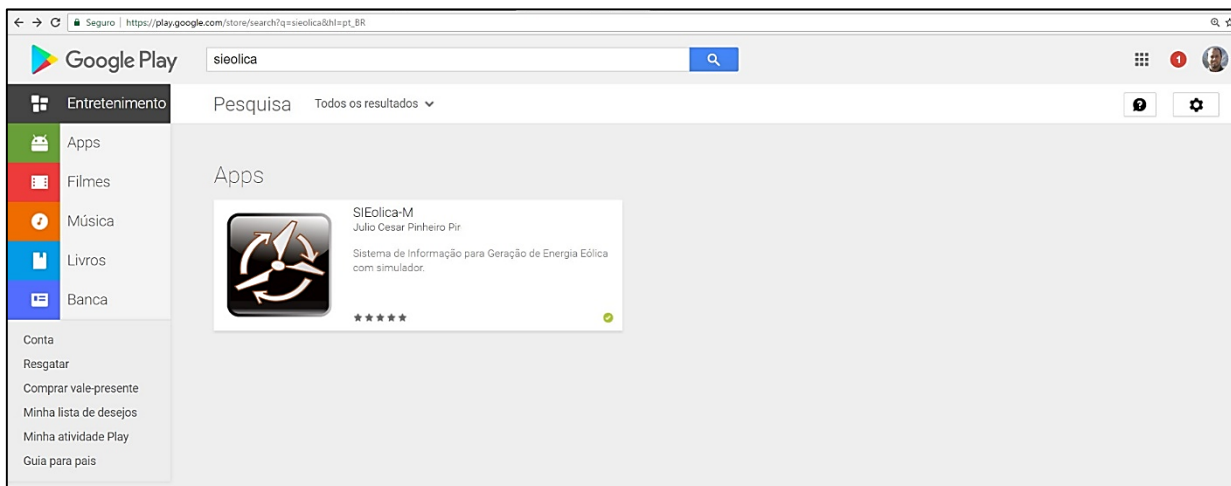 Seguro | https://play.google.com/store/search?q=sieolica&hl=pt_BR
Google Play
sieolica
1
Entretenimento
Pesquisa
Todos os resultados
Apps
Filmes
Música
Livros
Banca
Conta
Resgatar
Comprar vale-presente
Minha lista de desejos
Minha atividade Play
Guia para pais
Apps
SIEolica-M
Julio Cesar Pinheiro Pir
Sistema de Informação para Geração de Energia Eólica
com simulador.